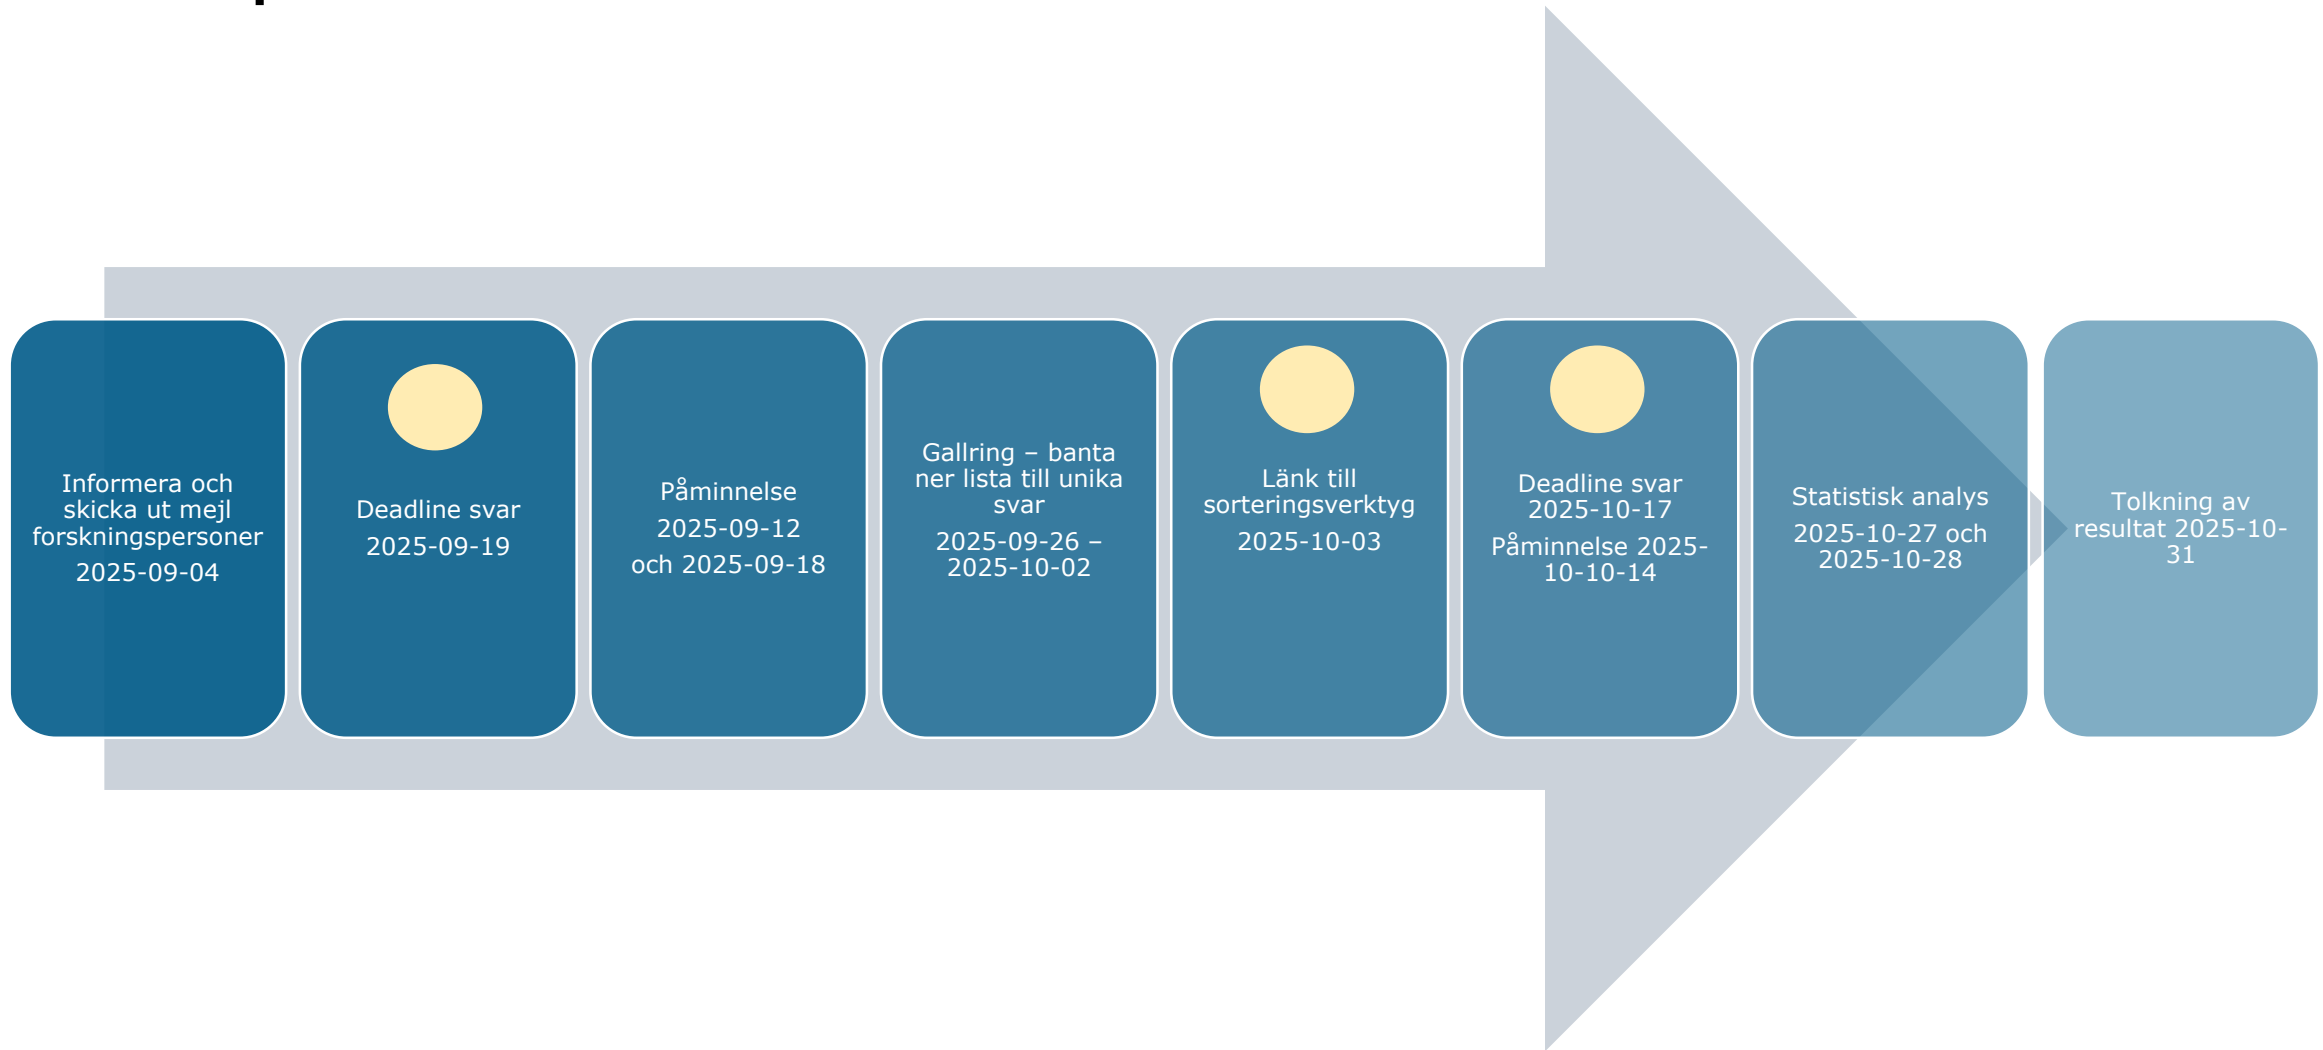 Informera och
skicka ut mejl
forskningspersoner
2025-09-04
Deadline svar
2025-09-19
Påminnelse
2025-09-12
och 2025-09-18
Gallring – banta
ner lista till unika
svar
2025-09-26 –
2025-10-02
Länk till
sorteringsverktyg
2025-10-03
Deadline svar
2025-10-17
Påminnelse 2025-
10-10-14
Statistisk analys
2025-10-27 och
2025-10-28
Tolkning av
resultat 2025-10-
31